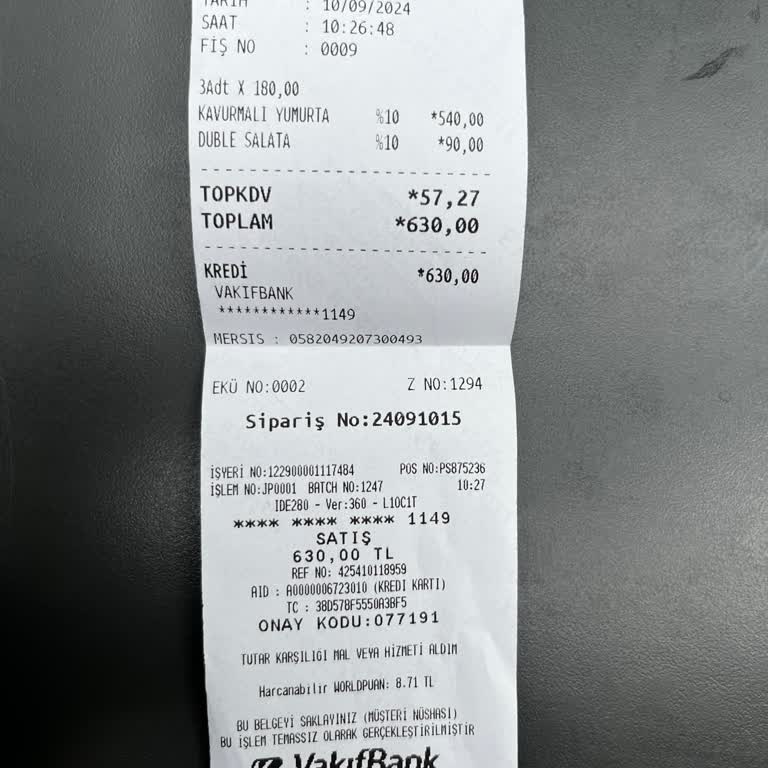 TARİH : 10/09/2024
SAAT : 10:26:48
FİŞ NO : 0009
3Adt X 180,00
KAVURMALI YUMURTA %10 *540,00
DUBLE SALATA %10 *90,00
TOPKDV *57,27
TOPLAM *630,00
KREDİ *630,00
VAKIFBANK
************1149
MERSIS : 0582049207300493
EKÜ NO:0002 Z NO:1294
Sipariş No:24091015
İŞYERİ NO:122900001117484 POS NO:PS875236
İŞLEM NO:JP0001 BATCH NO:1247 10:27
IDE280 - Ver:360 - L10C1T
**** **** **** 1149
SATIŞ
630,00 TL
REF NO: 425410118959
AID : A0000006723010 (KREDI KARTI)
TC : 38D578F5550A3BF5
ONAY KODU:077191
TUTAR KARŞILIĞI MAL VEYA HİZMETİ ALDIM
Harcanabilir WORLDPUAN: 8.71 TL
BU BELGEYİ SAKLAYINIZ (MÜŞTERİ NÜSHASI)
BU İŞLEM TEMASSIZ OLARAK GERÇEKLEŞTİRİLMİŞTİR
VakıfBank